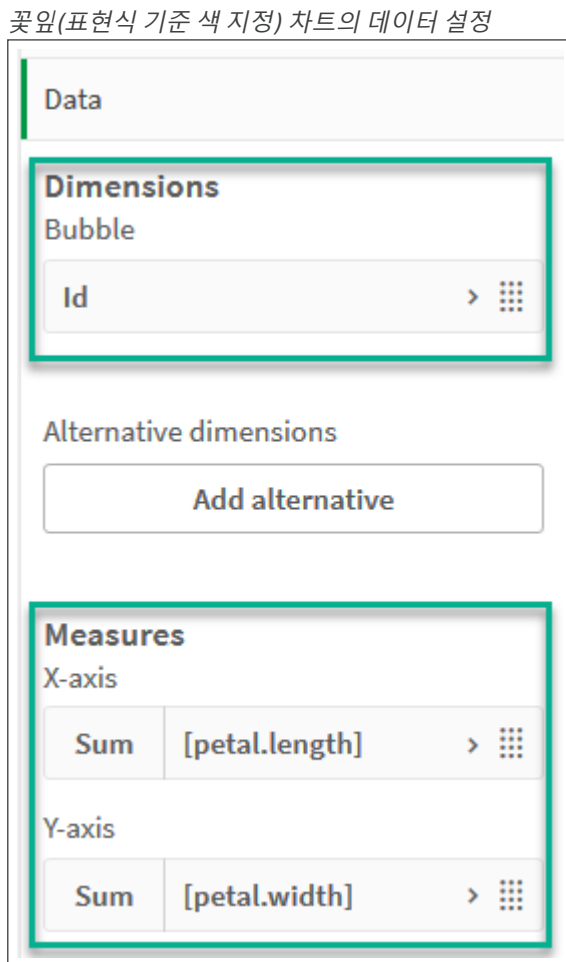 꽃잎(표현식 기준 색 지정) 차트의 데이터 설정
Data
Dimensions
Bubble
Id
Alternative dimensions
Add alternative
Measures
X-axis
Sum [petal.length]
Y-axis
Sum [petal.width]